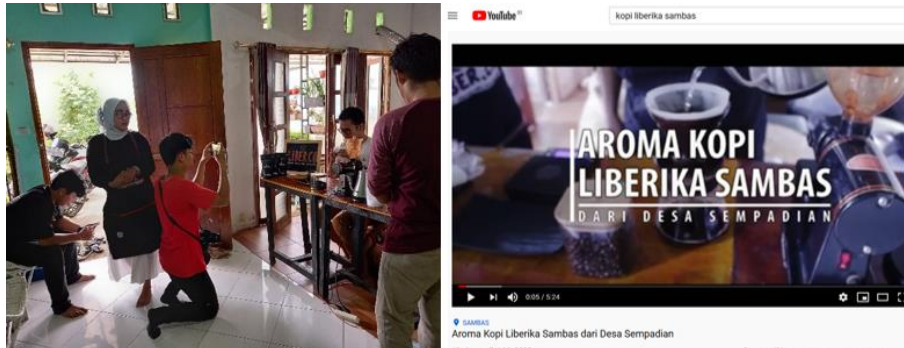 YouTube
kopi liberika sambas
AROMA KOPI
LIBERIKA SAMBAS
DARI DESA SEMPADIAN
0:05 / 5:24
SAMBAS
Aroma Kopi Liberika Sambas dari Desa Sempadian